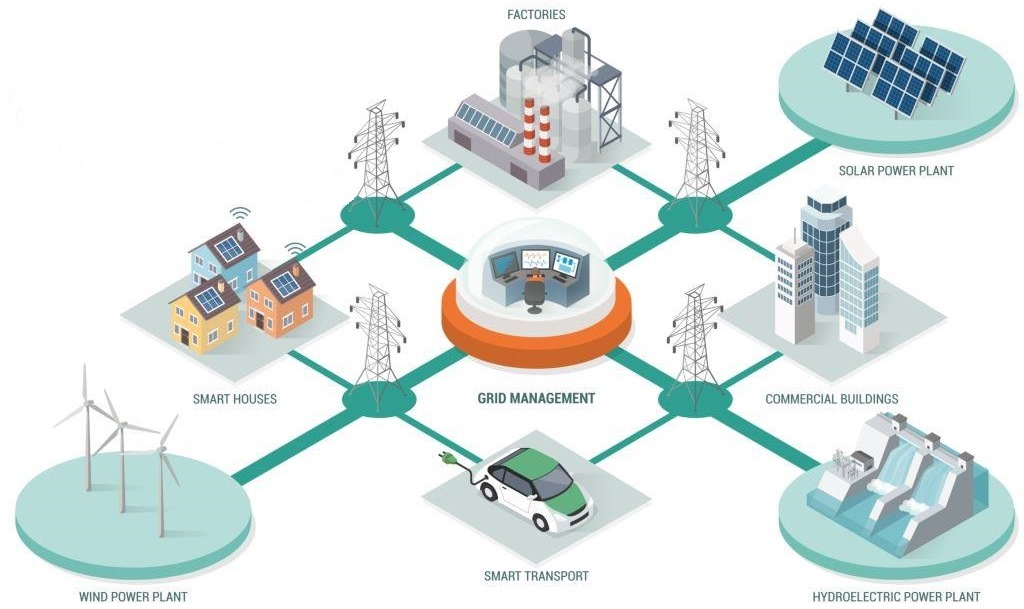 FACTORIES
SOLAR POWER PLANT
SMART HOUSES
GRID MANAGEMENT
COMMERCIAL BUILDINGS
SMART TRANSPORT
WIND POWER PLANT
HYDROELECTRIC POWER PLANT